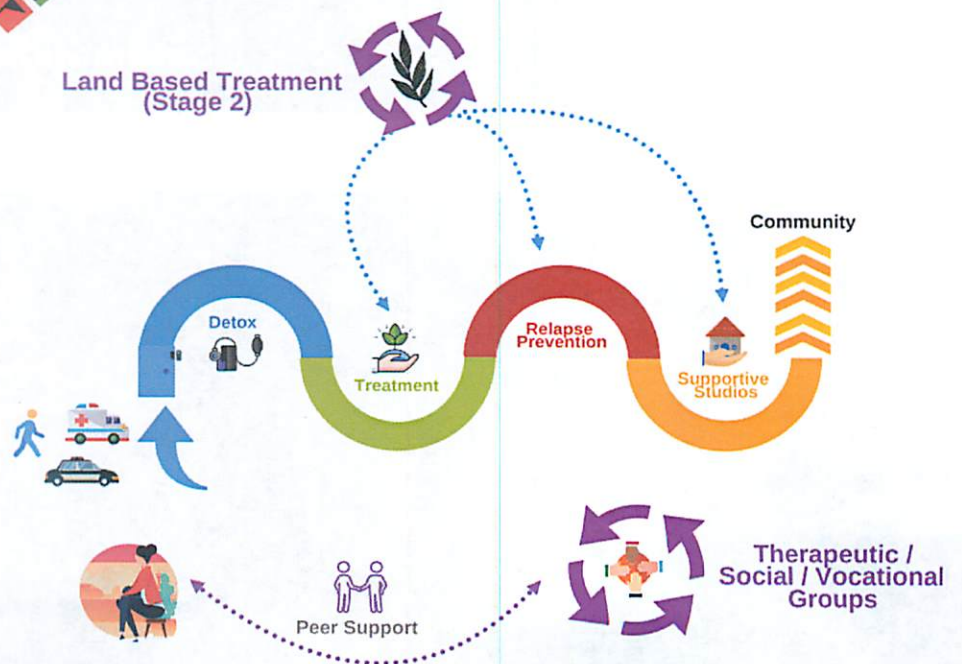 Land Based Treatment
(Stage 2)
Community
Detox
Treatment
Relapse
Prevention
Supportive
Studios
Peer Support
Therapeutic /
Social / Vocational
Groups